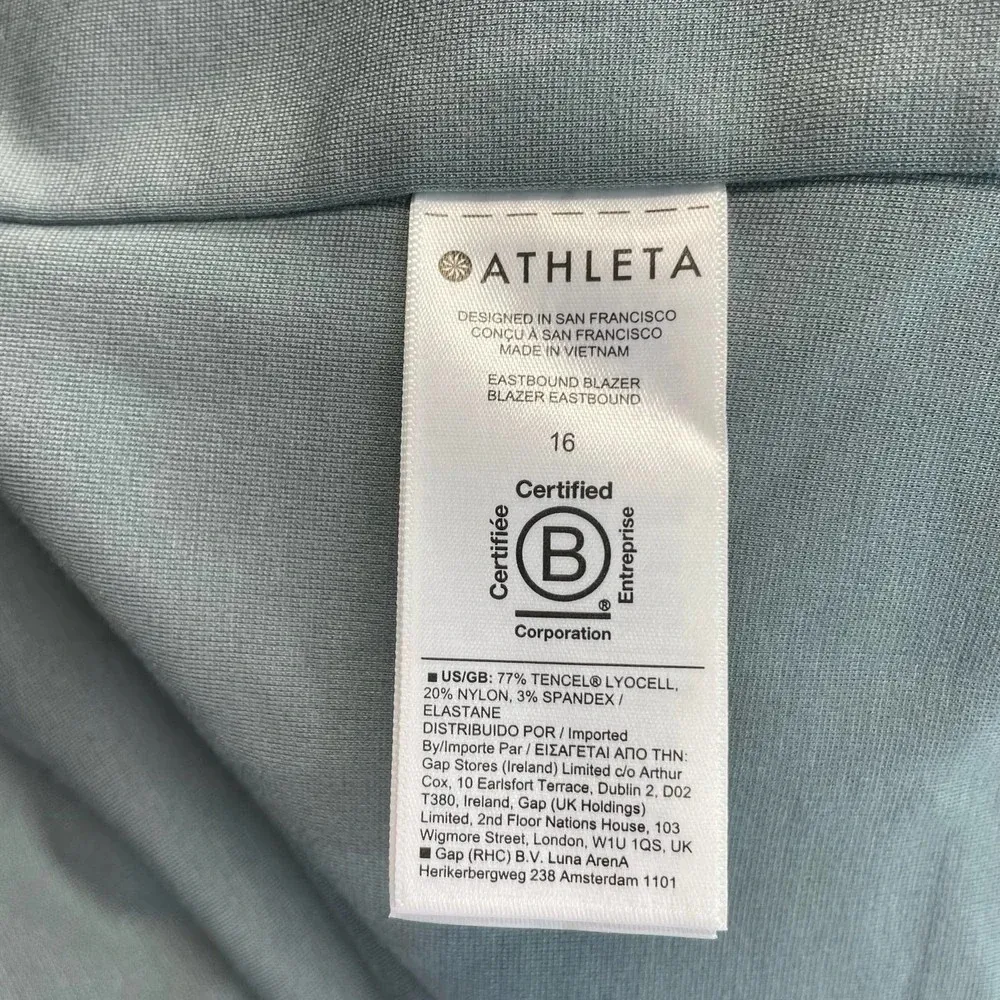 ATHLETA
DESIGNED IN SAN FRANCISCO
CONÇU À SAN FRANCISCO
MADE IN VIETNAM
EASTBOUND BLAZER
BLAZER EASTBOUND
16
Certified
Certifiée
B
Entreprise
®
Corporation
■ US/GB: 77% TENCEL® LYOCELL,
20% NYLON, 3% SPANDEX /
ELASTANE
DISTRIBUIDO POR / Imported
By/Importe Par / ΕΙΣΑΓΕΤΑΙ ΑΠΟ ΤΗΝ:
Gap Stores (Ireland) Limited c/o Arthur
Cox, 10 Earlsfort Terrace, Dublin 2, D02
T380, Ireland, Gap (UK Holdings)
Limited, 2nd Floor Nations House, 103
Wigmore Street, London, W1U 1QS, UK
■ Gap (RHC) B.V. Luna ArenA
Herikerbergweg 238 Amsterdam 1101